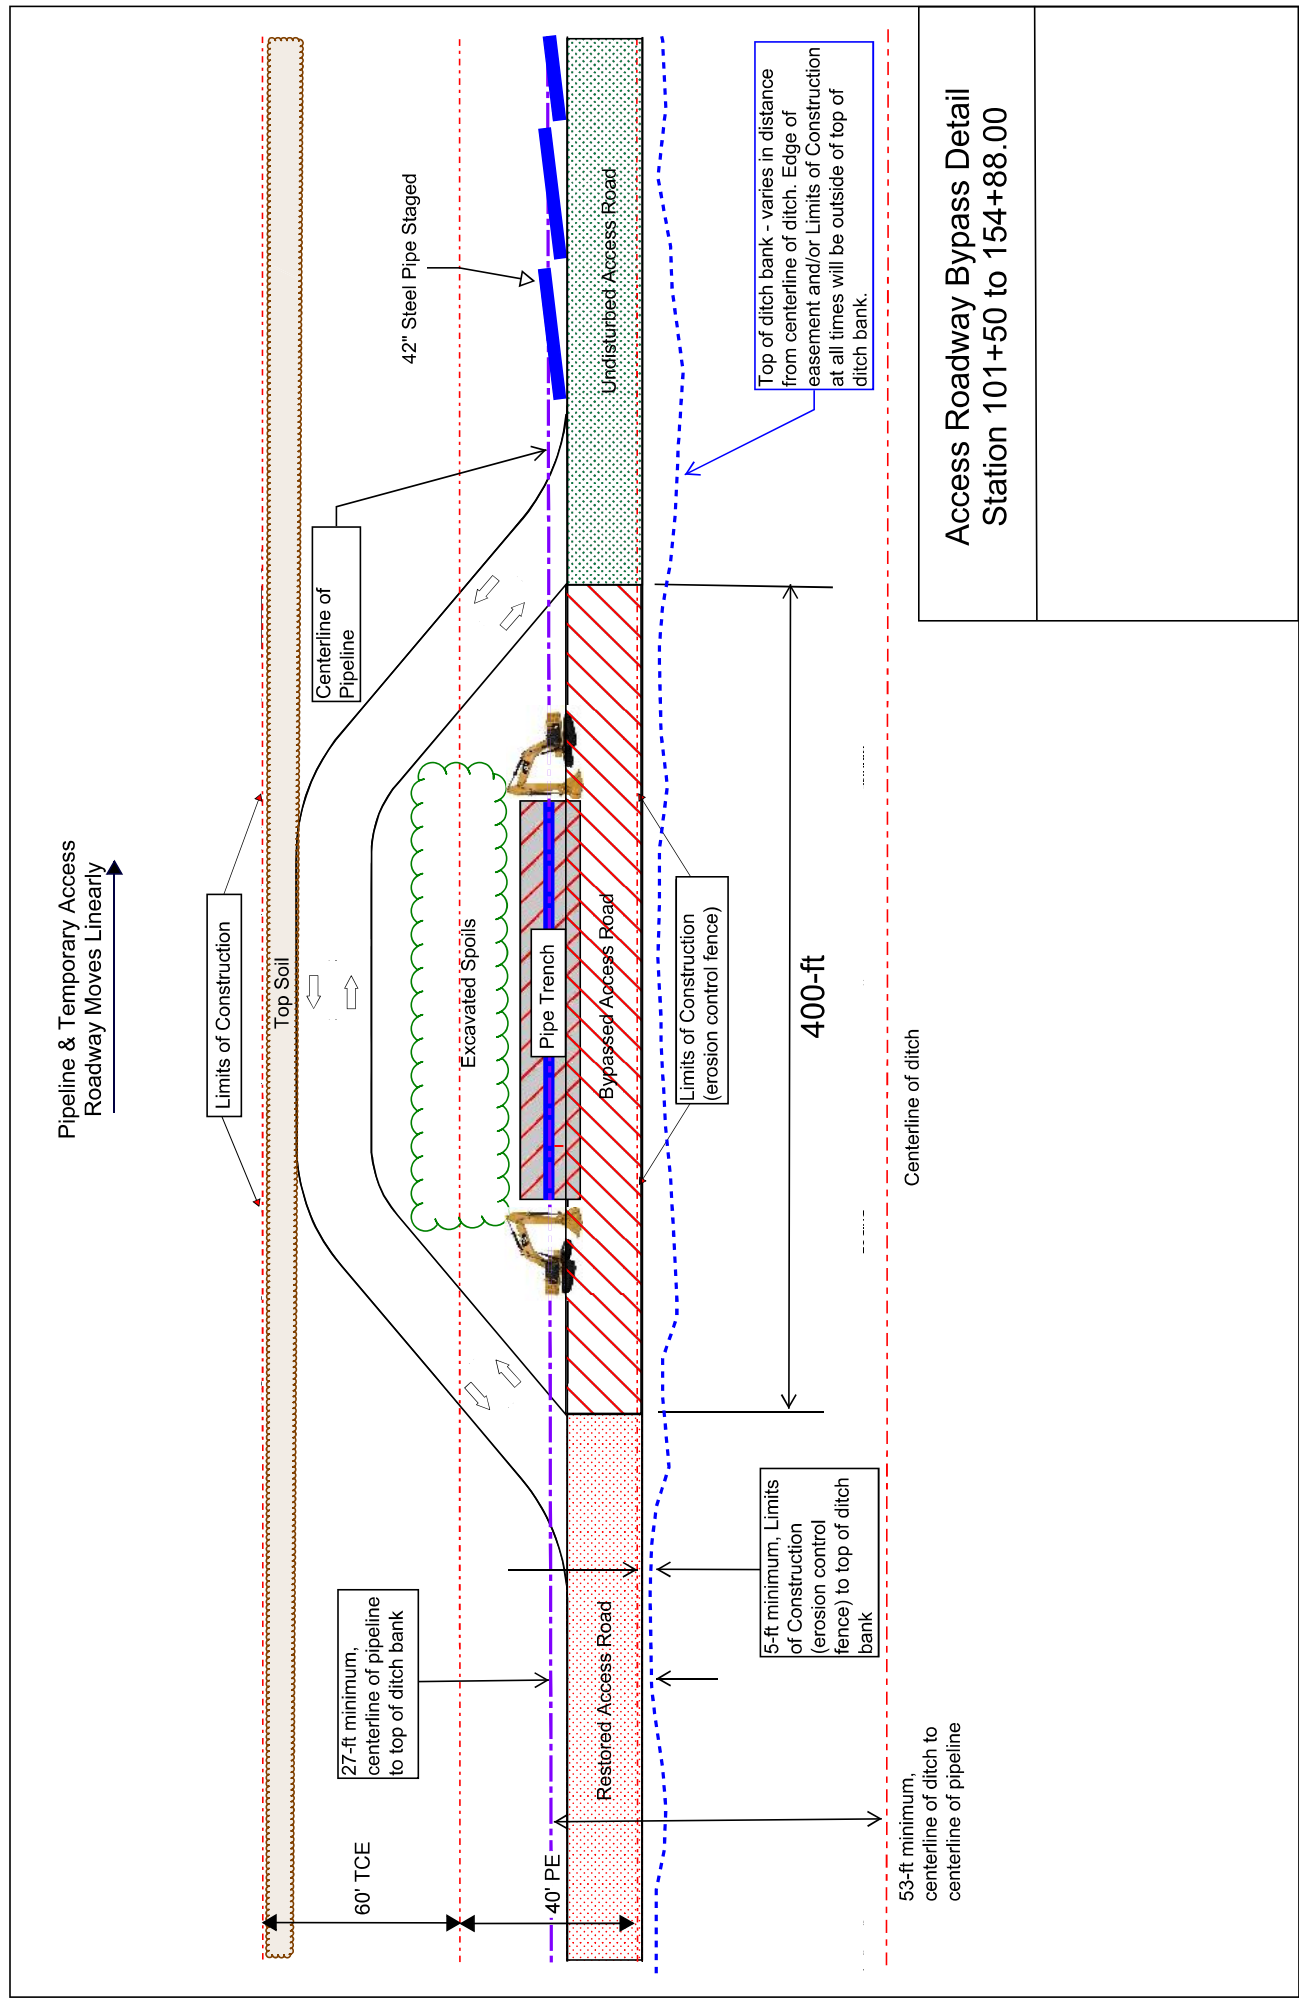 Pipeline & Temporary Access
Roadway Moves Linearly
Limits of Construction
Top Soil
60' TCE
40' PE
27-ft minimum,
centerline of pipeline
to top of ditch bank
Centerline of
Pipeline
42" Steel Pipe Staged
Excavated Spoils
Pipe Trench
Restored Access Road
Bypassed Access Road
Undisturbed Access Road
Limits of Construction
(erosion control fence)
5-ft minimum, Limits
of Construction
(erosion control
fence) to top of ditch
bank
400-ft
Top of ditch bank - varies in distance
from centerline of ditch. Edge of
easement and/or Limits of Construction
at all times will be outside of top of
ditch bank.
53-ft minimum,
centerline of ditch to
centerline of pipeline
Centerline of ditch
Access Roadway Bypass Detail
Station 101+50 to 154+88.00